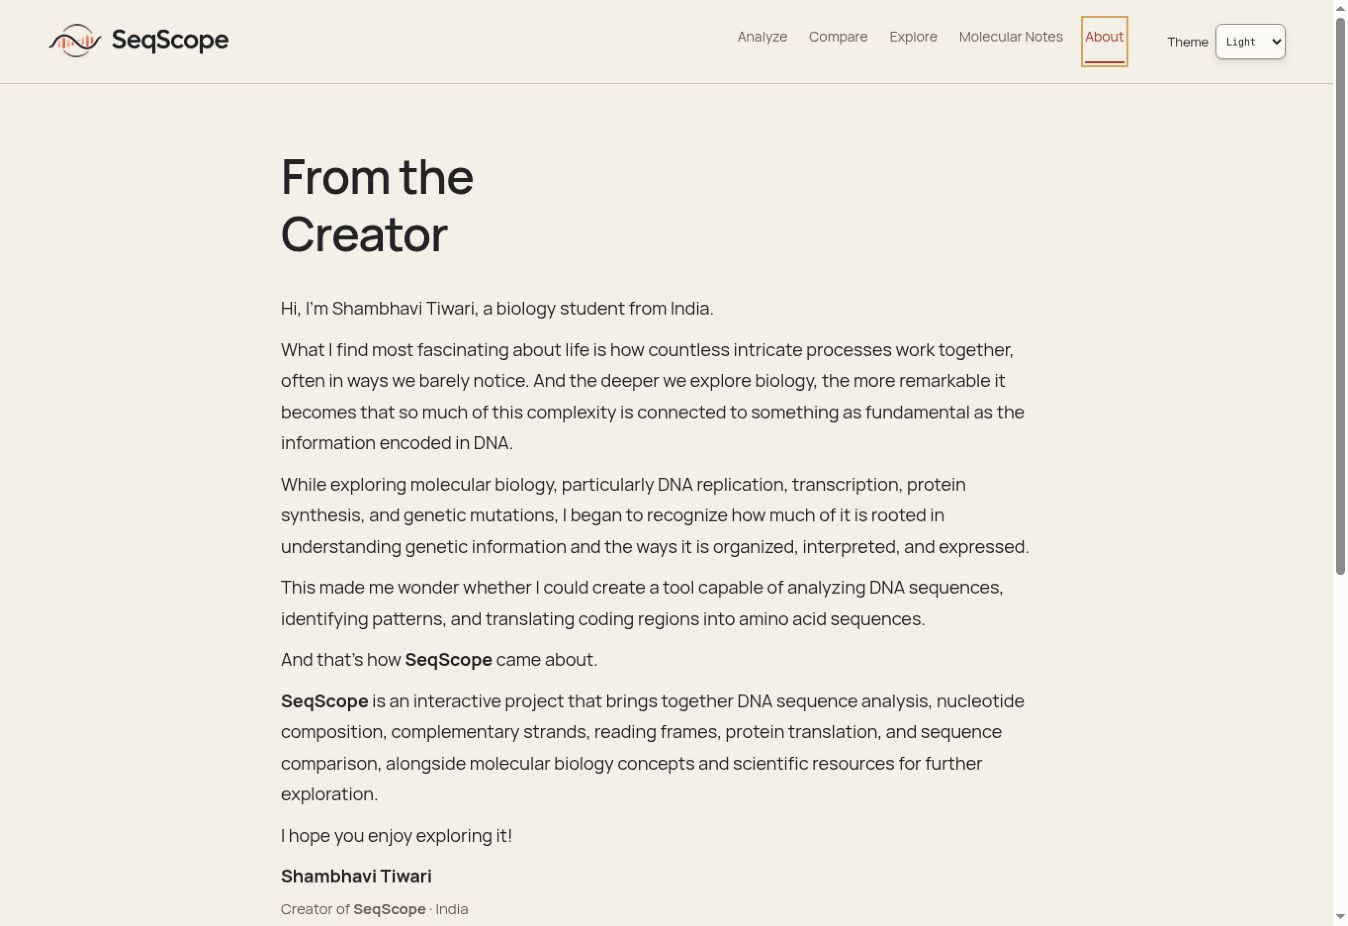 SeqScope
Analyze
Compare
Explore
Molecular Notes
About
Theme
Light
From the
Creator
Hi, I'm Shambhavi Tiwari, a biology student from India.
What I find most fascinating about life is how countless intricate processes work together,
often in ways we barely notice. And the deeper we explore biology, the more remarkable it
becomes that so much of this complexity is connected to something as fundamental as the
information encoded in DNA.
While exploring molecular biology, particularly DNA replication, transcription, protein
synthesis, and genetic mutations, I began to recognize how much of it is rooted in
understanding genetic information and the ways it is organized, interpreted, and expressed.
This made me wonder whether I could create a tool capable of analyzing DNA sequences,
identifying patterns, and translating coding regions into amino acid sequences.
And that's how SeqScope came about.
SeqScope is an interactive project that brings together DNA sequence analysis, nucleotide
composition, complementary strands, reading frames, protein translation, and sequence
comparison, alongside molecular biology concepts and scientific resources for further
exploration.
I hope you enjoy exploring it!
Shambhavi Tiwari
Creator of SeqScope · India